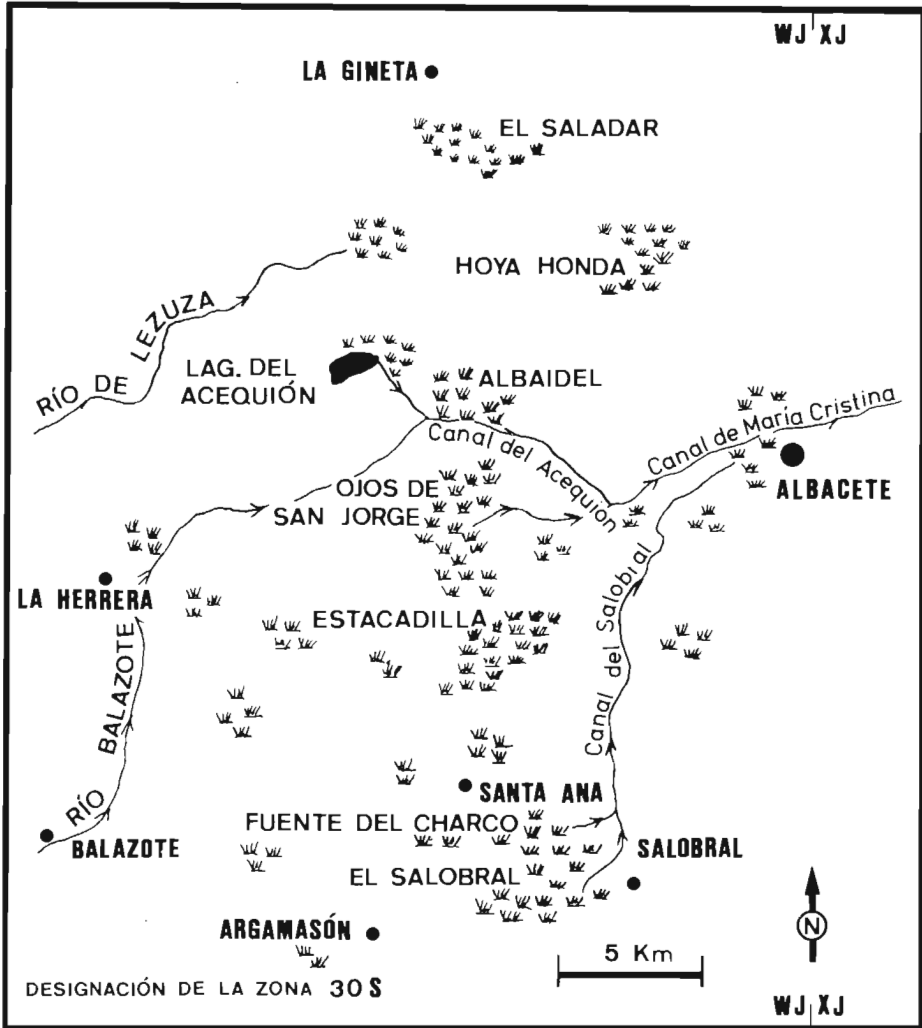 WJ XJ
LA GINETA
EL SALADAR
HOYA HONDA
RÍO DE LEZUZA
LAG. DEL
ACEQUIÓN
ALBAIDEL
Canal del Acequion
Canal de María Cristina
ALBACETE
OJOS DE
SAN JORGE
LA HERRERA
ESTACADILLA
Canal del Salobral
RÍO BALAZOTE
SANTA ANA
FUENTE DEL CHARCO
BALAZOTE
SALOBRAL
EL SALOBRAL
ARGAMASÓN
5 Km
N
DESIGNACIÓN DE LA ZONA 30S
WJ XJ